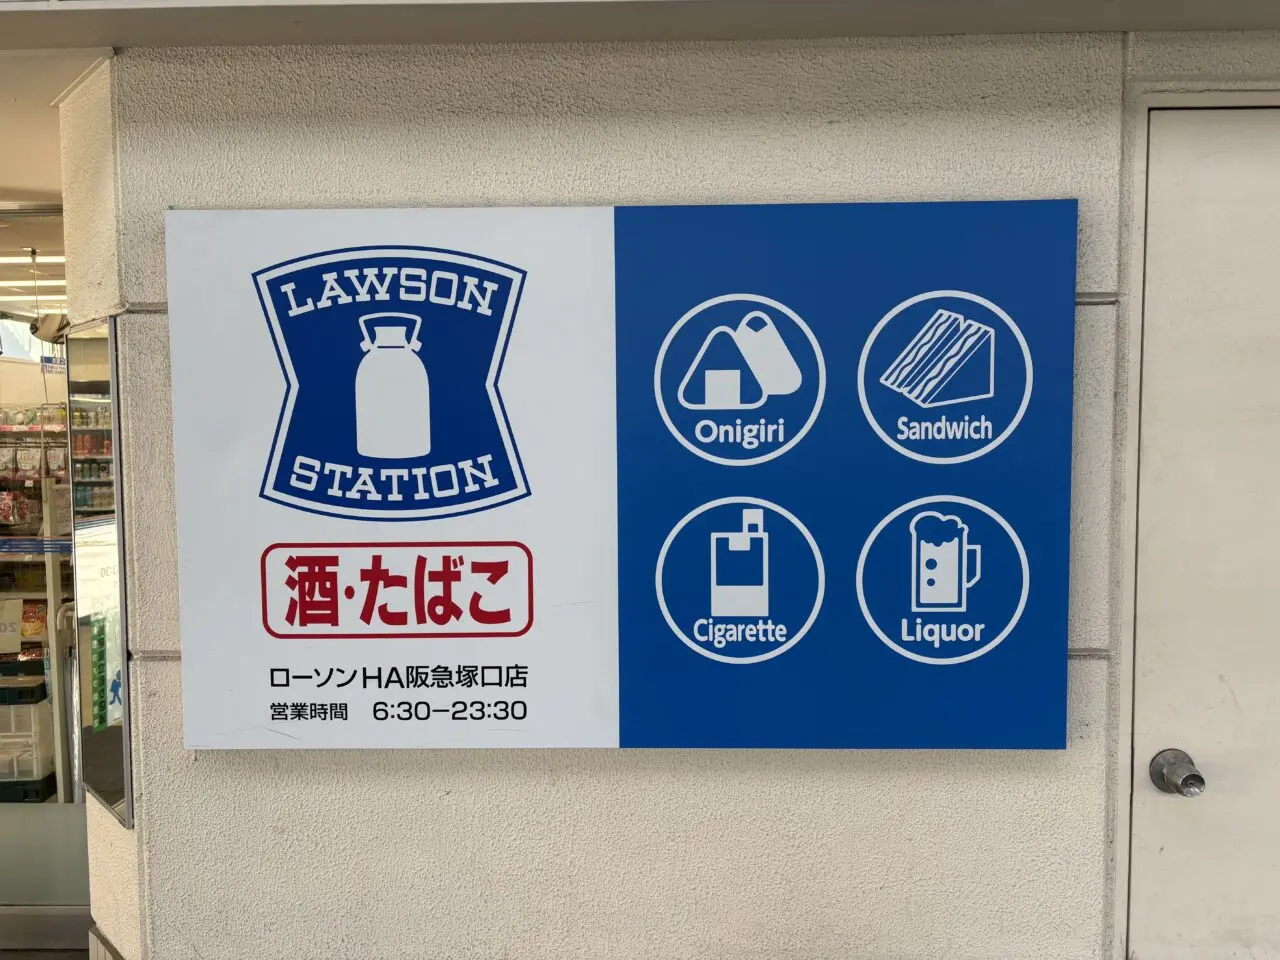 LAWSON
STATION
酒・たばこ
ローソンHA阪急塚口店
営業時間 6:30−23:30
Onigiri
Sandwich
Cigarette
Liquor